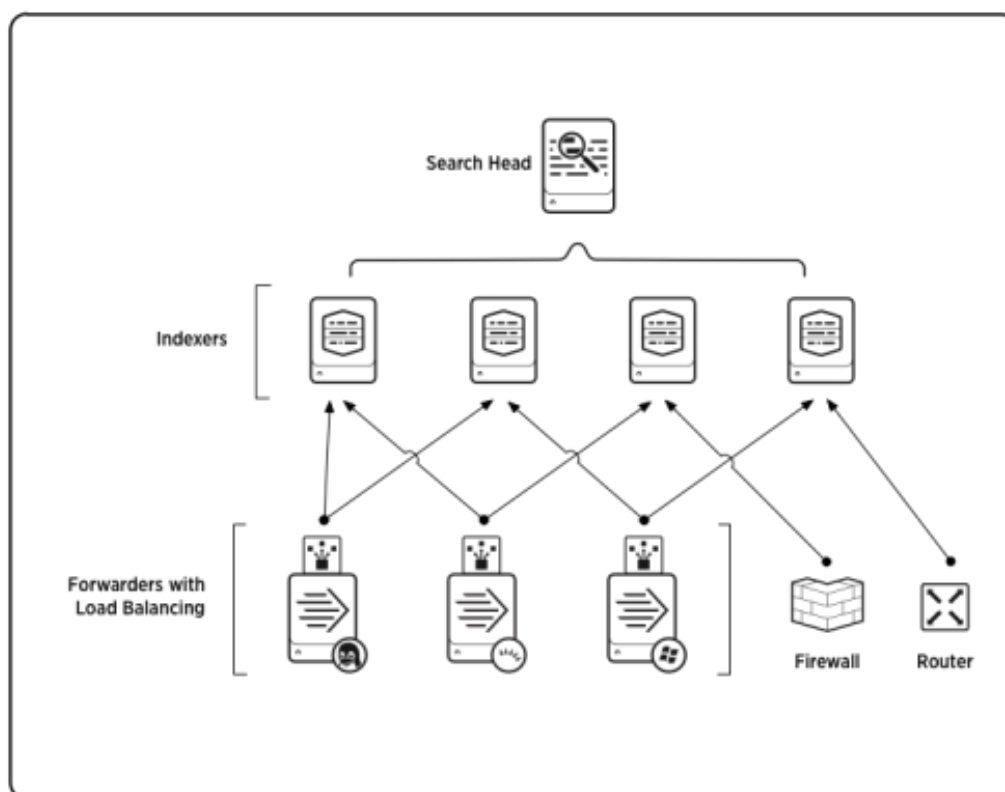 Search Head
Indexers
Forwarders with
Load Balancing
Firewall
Router